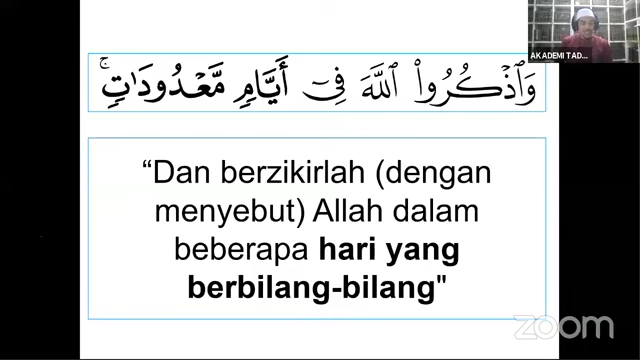 AKADEMI TAD...
وَٱذْكُرُوا۟ ٱللَّهَ فِىٓ أَيَّامٍ مَّعْدُودَٰتٍ ۚ
“Dan berzikirlah (dengan
menyebut) Allah dalam
beberapa hari yang
berbilang-bilang"
zoom